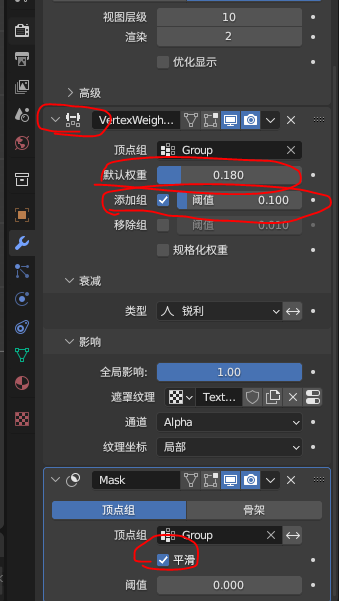 视图层级 10
渲染 2
优化显示
高级
VertexWeigh...
顶点组 Group
默认权重 0.180
添加组 阈值 0.100
移除组 阈值 0.010
规格化权重
衰减
类型 锐利
影响
全局影响: 1.00
遮罩纹理 Text...
通道 Alpha
纹理坐标 局部
Mask
顶点组 骨架
顶点组 Group
平滑
阈值 0.000